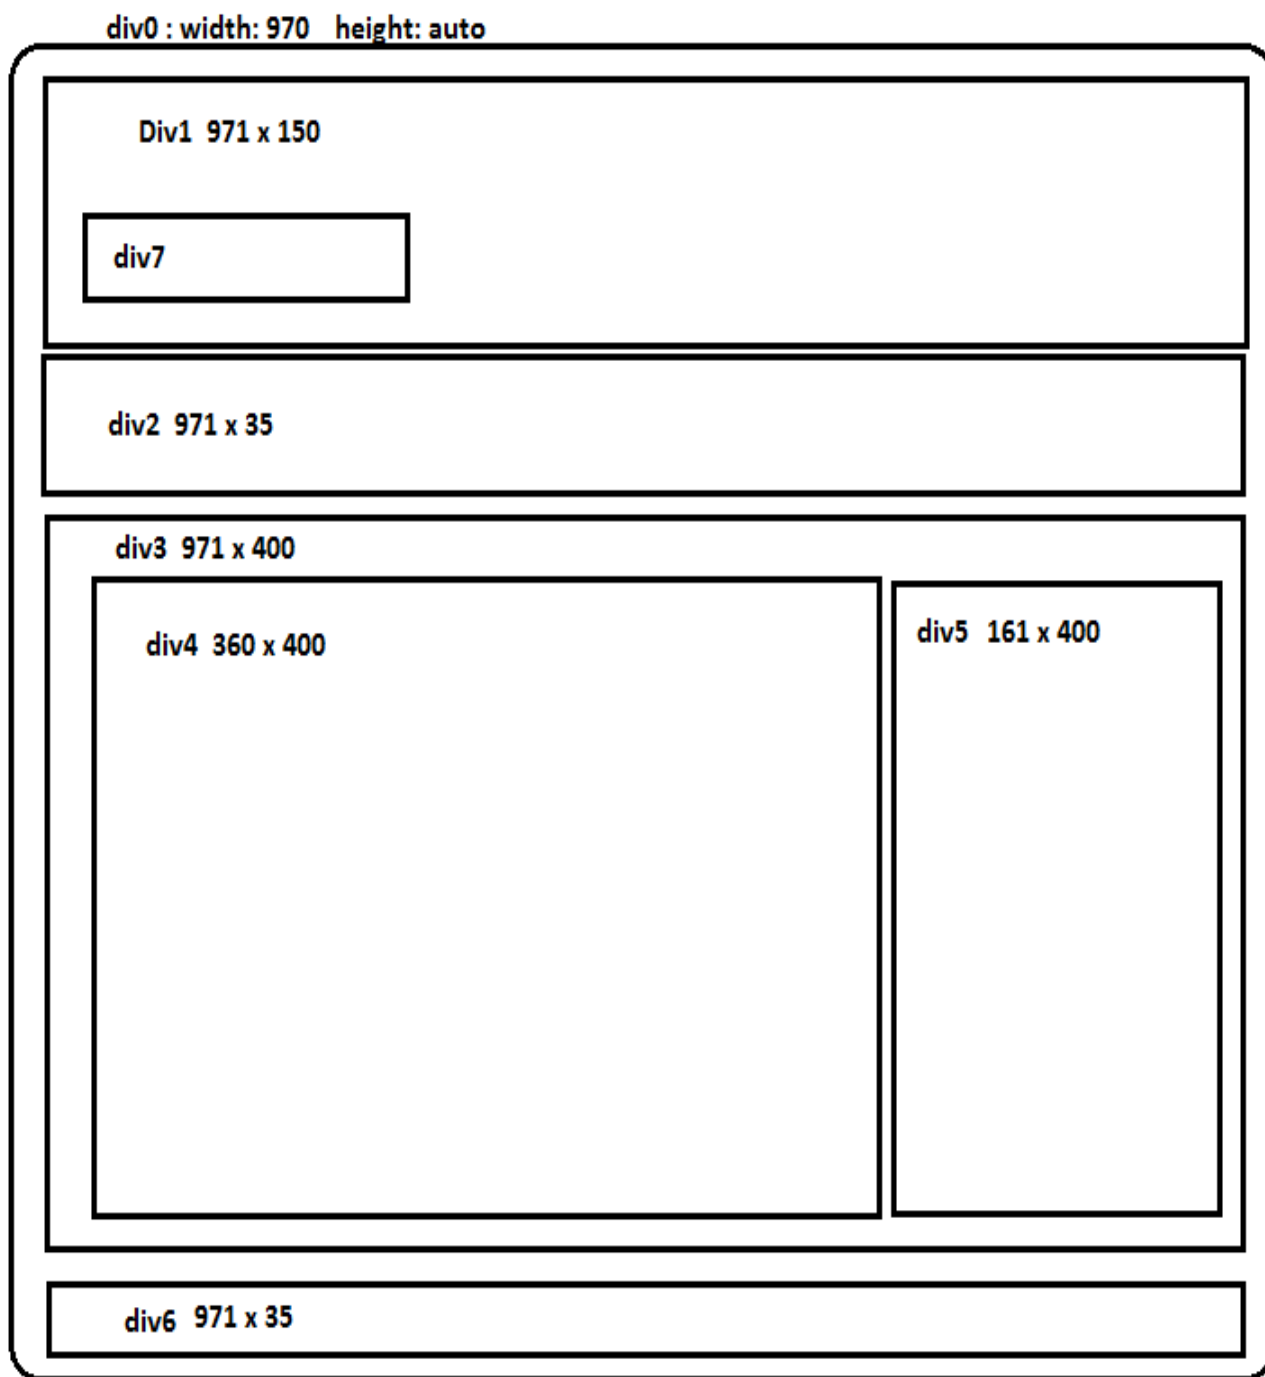 div0 : width: 970 height: auto
Div1 971 x 150
div7
div2 971 x 35
div3 971 x 400
div4 360 x 400
div5 161 x 400
div6 971 x 35